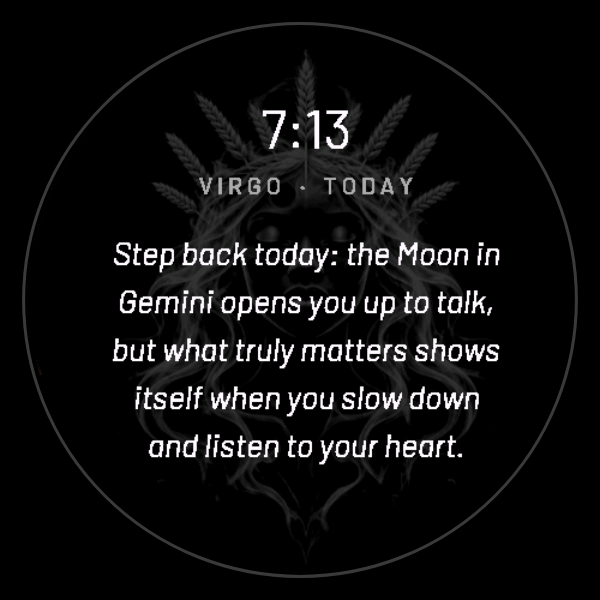 7:13
VIRGO · TODAY
Step back today: the Moon in
Gemini opens you up to talk,
but what truly matters shows
itself when you slow down
and listen to your heart.